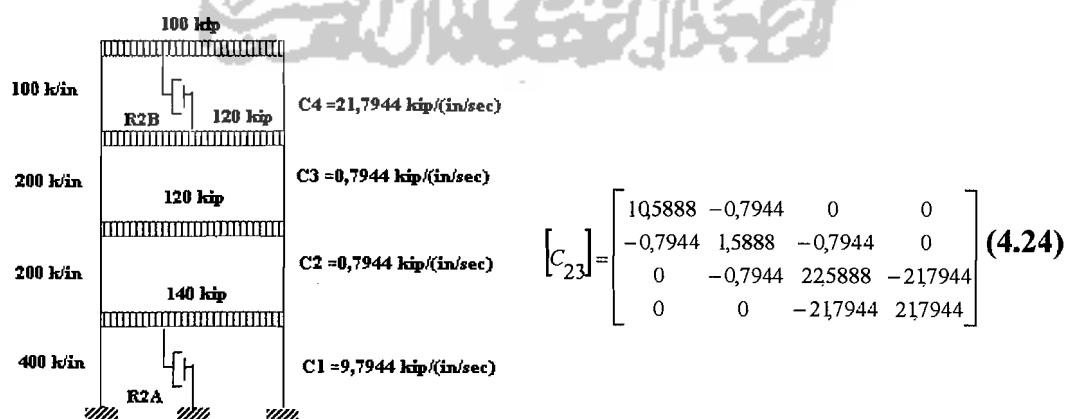 100 kip
100 k/in
R2B
120 kip
C4 =21,7944 kip/(in/sec)
200 k/in
120 kip
C3 =0,7944 kip/(in/sec)
200 k/in
140 kip
C2 =0,7944 kip/(in/sec)
400 k/in
R2A
C1 =9,7944 kip/(in/sec)
[C23]= (4.24)
10,5888 -0,7944 0 0
-0,7944 1,5888 -0,7944 0
0 -0,7944 22,5888 -21,7944
0 0 -21,7944 21,7944